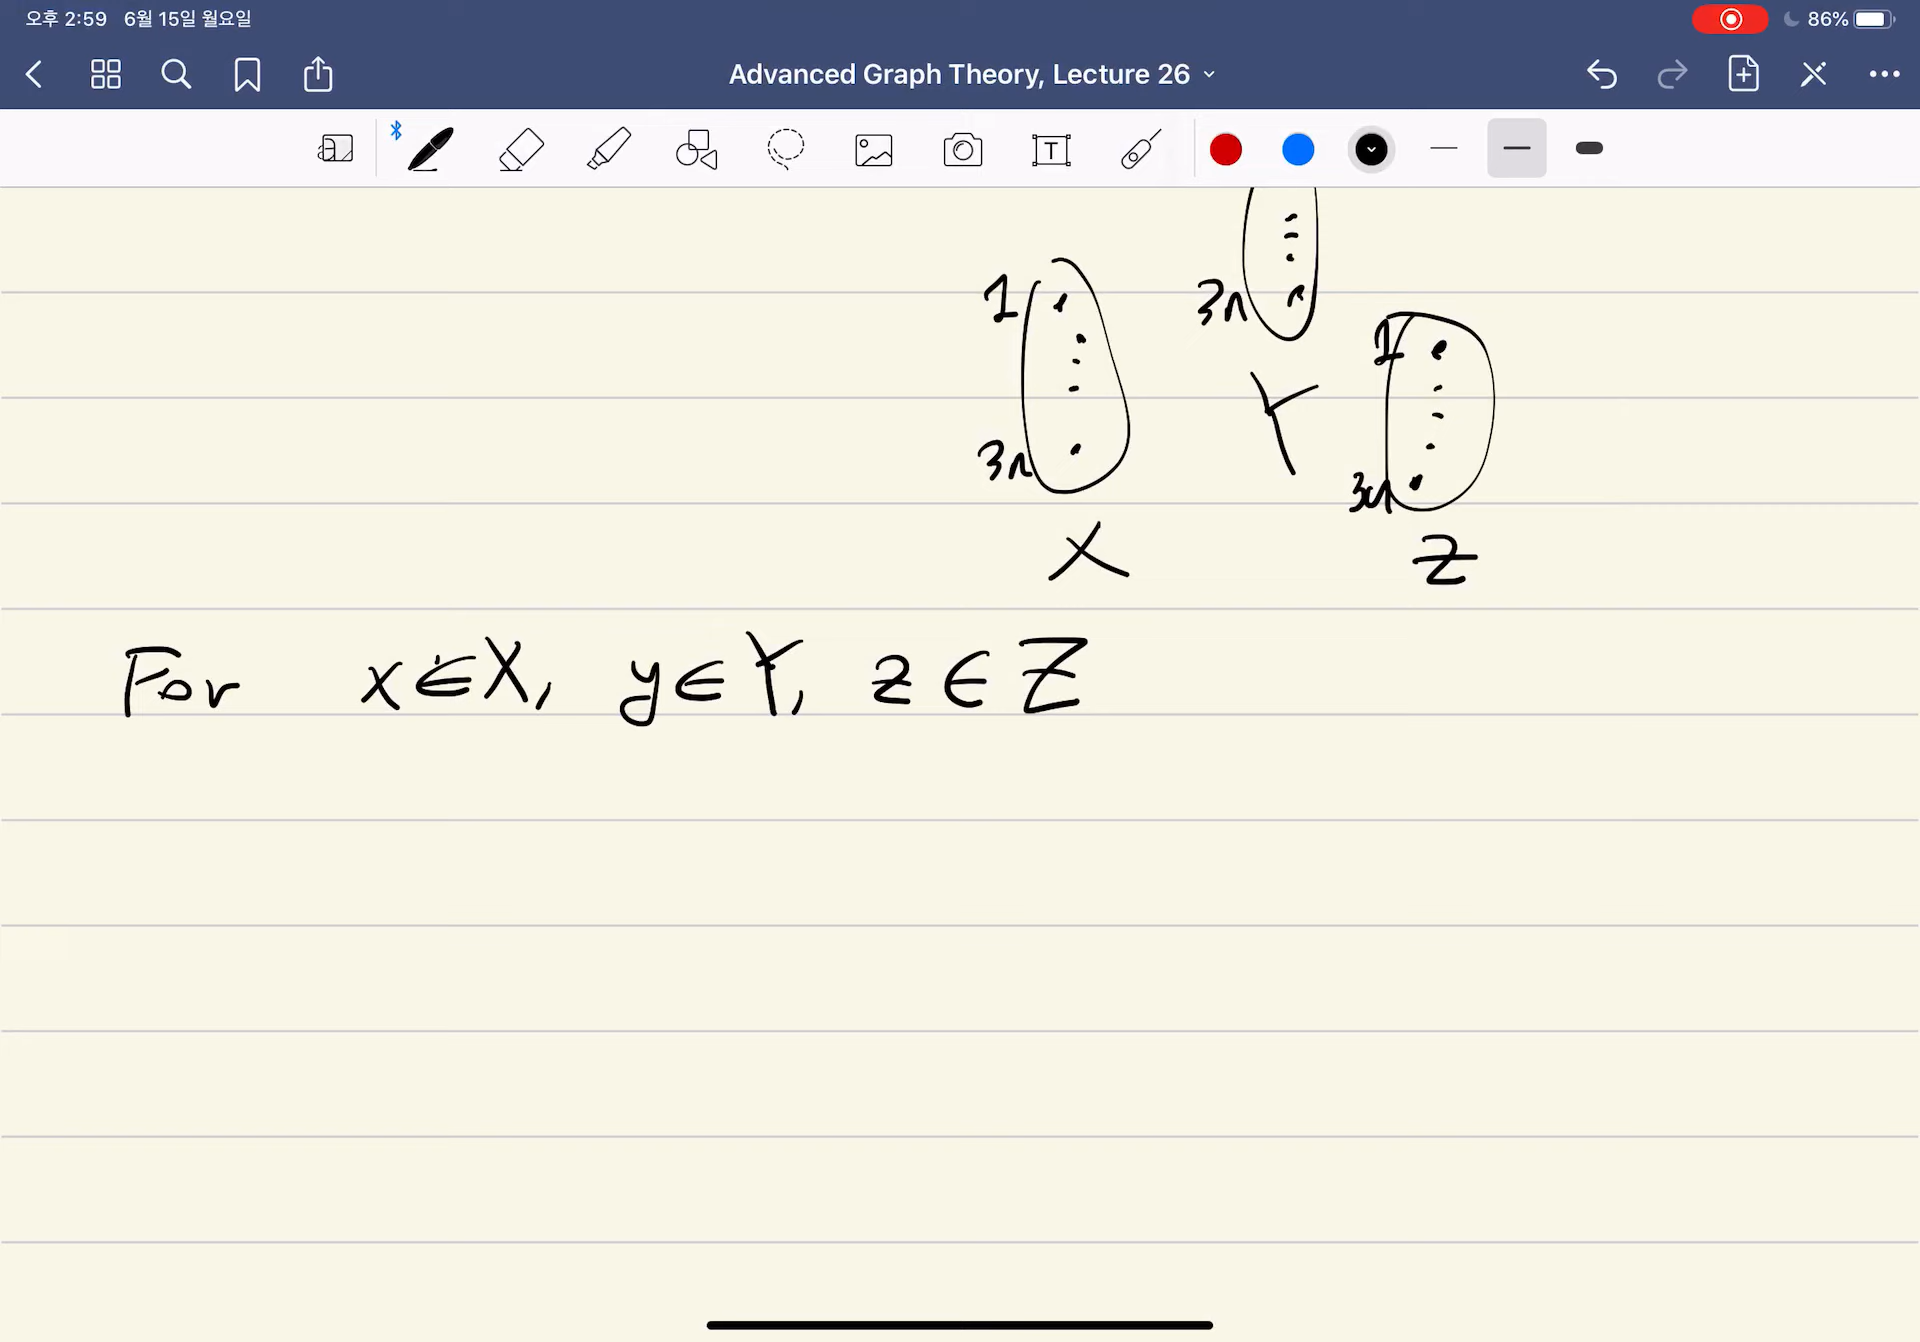 오후 2:59 6월 15일 월요일
86%
Advanced Graph Theory, Lecture 26
a
T
3n
1
1
3n
Y
3n
X
Z
For x∈X, y∈Y, z∈Z